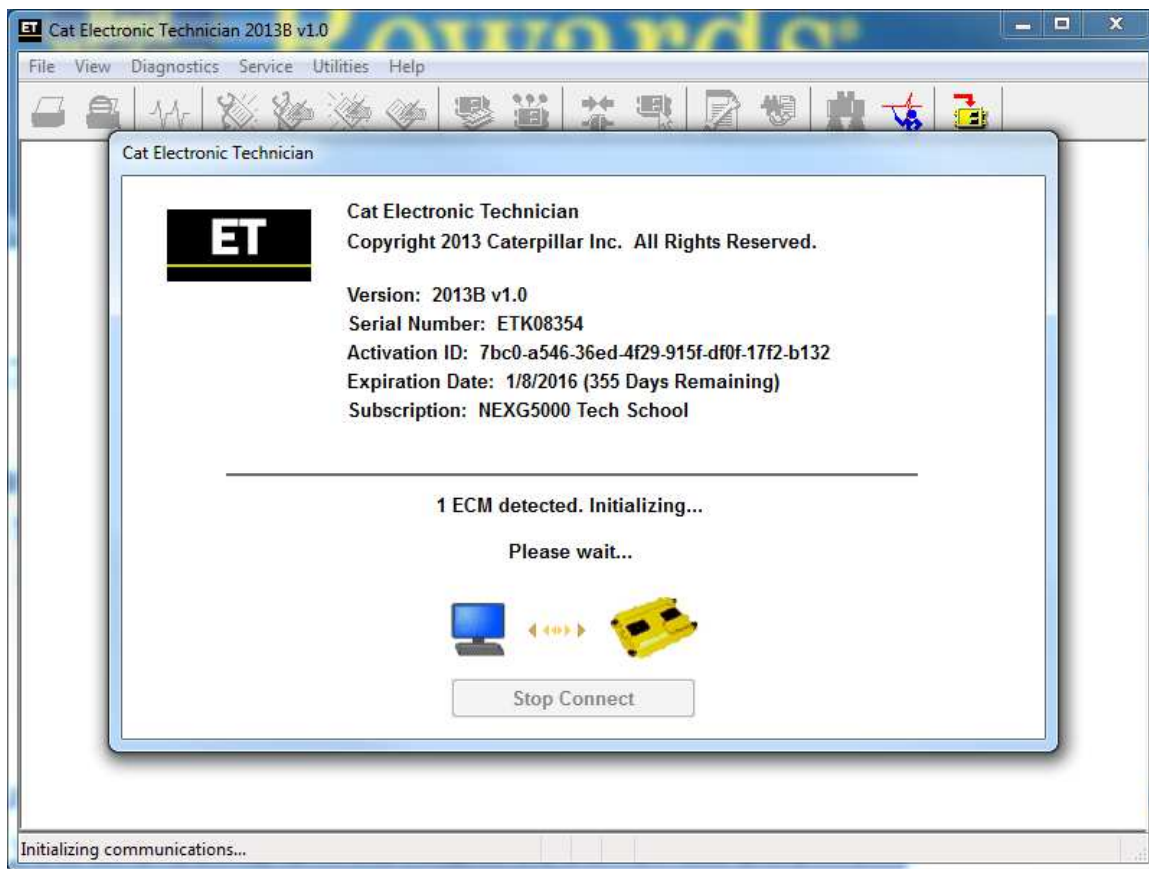 ET Cat Electronic Technician 2013B v1.0
File View Diagnostics Service Utilities Help
Cat Electronic Technician
ET
Cat Electronic Technician
Copyright 2013 Caterpillar Inc. All Rights Reserved.
Version: 2013B v1.0
Serial Number: ETK08354
Activation ID: 7bc0-a546-36ed-4f29-915f-df0f-17f2-b132
Expiration Date: 1/8/2016 (355 Days Remaining)
Subscription: NEXG5000 Tech School
1 ECM detected. Initializing...
Please wait...
Stop Connect
Initializing communications...